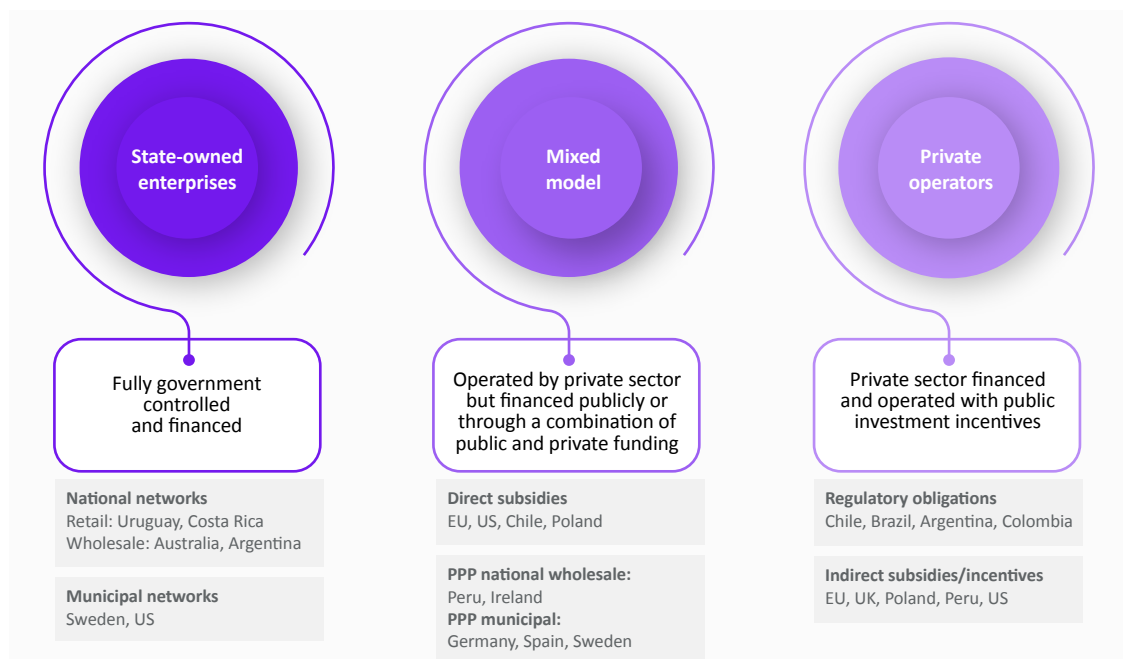 State-owned
enterprises
Fully government
controlled
and financed
National networks
Retail: Uruguay, Costa Rica
Wholesale: Australia, Argentina
Municipal networks
Sweden, US
Mixed
model
Operated by private sector
but financed publicly or
through a combination of
public and private funding
Direct subsidies
EU, US, Chile, Poland
PPP national wholesale:
Peru, Ireland
PPP municipal:
Germany, Spain, Sweden
Private
operators
Private sector financed
and operated with public
investment incentives
Regulatory obligations
Chile, Brazil, Argentina, Colombia
Indirect subsidies/incentives
EU, UK, Poland, Peru, US